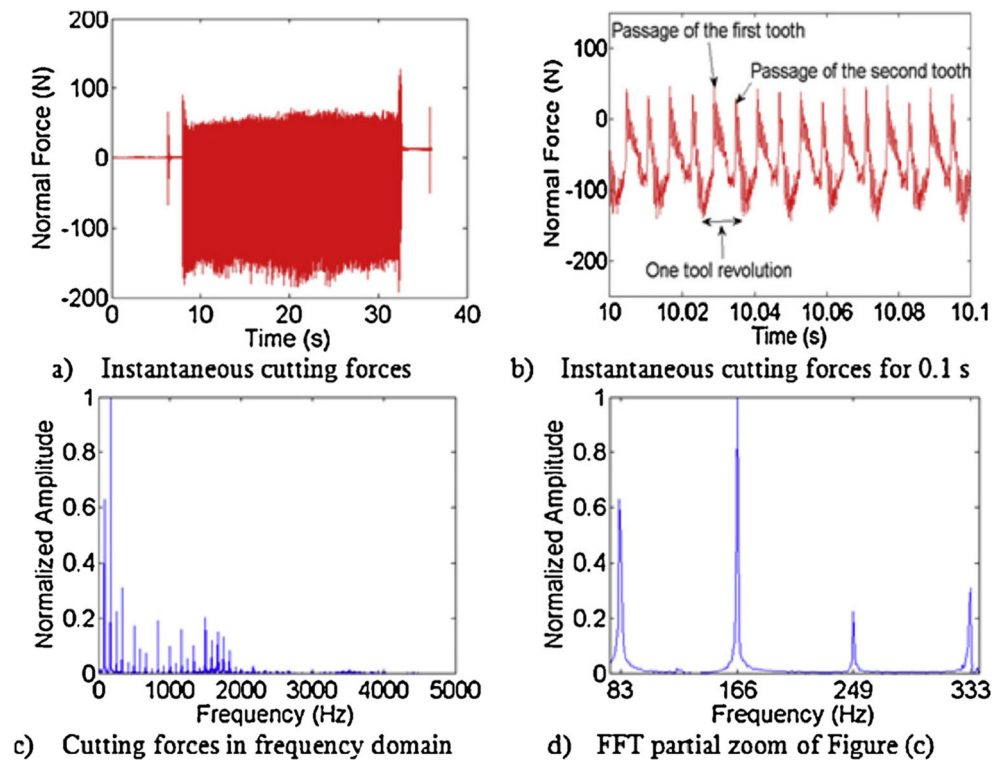 200
100
0
-100
-200
Normal Force (N)
0
10
20
30
40
Time (s)
a) Instantaneous cutting forces
100
0
-100
-200
Normal Force (N)
Passage of the first tooth
Passage of the second tooth
One tool revolution
10
10.02
10.04
10.06
10.08
10.1
Time (s)
b) Instantaneous cutting forces for 0.1 s
1
0.8
0.6
0.4
0.2
0
Normalized Amplitude
0
1000
2000
3000
4000
5000
Frequency (Hz)
c) Cutting forces in frequency domain
1
0.8
0.6
0.4
0.2
0
Normalized Amplitude
83
166
249
333
Frequency (Hz)
d) FFT partial zoom of Figure (c)